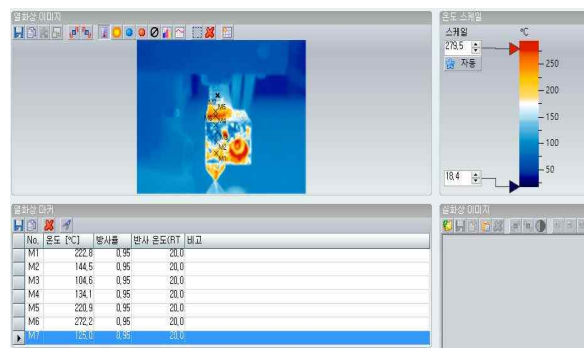 열화상 이미지
온도 스케일
스케일 °C
279,5
자동
250
200
150
100
50
18,4
M5
M2
열화상 마커
열화상 이미지
No, 온도 [°C] 방사률 반사 온도(RT 비고
M1 222,8 0,95 20,0
M2 144,5 0,95 20,0
M3 104,6 0,95 20,0
M4 134,1 0,95 20,0
M5 220,9 0,95 20,0
M6 272,2 0,95 20,0
M7 125,0 0,95 20,0